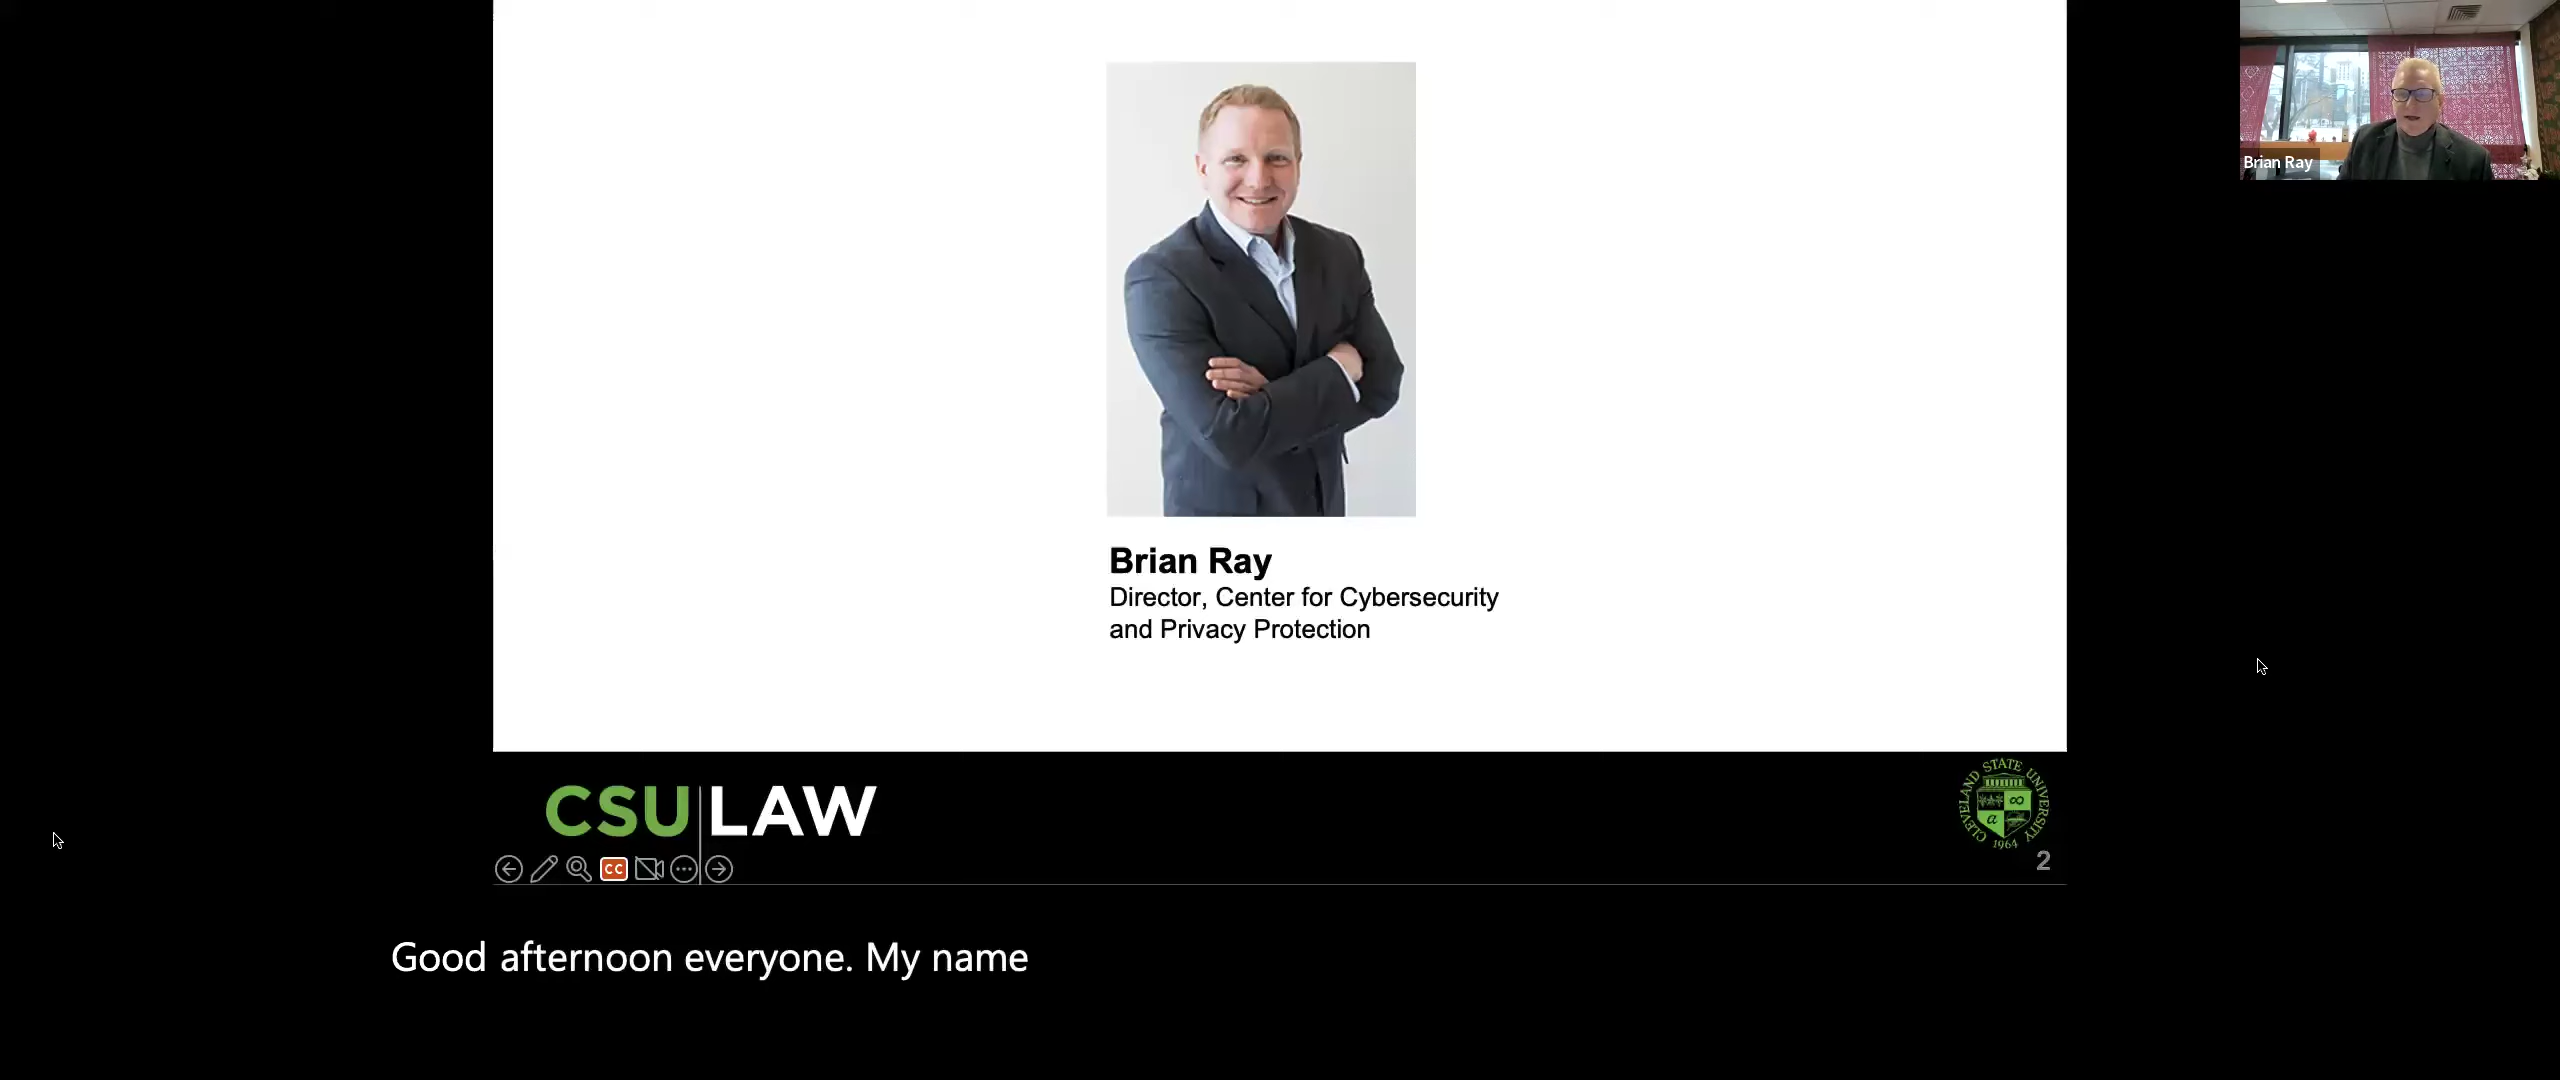 Brian Ray
Brian Ray
Director, Center for Cybersecurity
and Privacy Protection
CSU LAW
CLEVELAND STATE UNIVERSITY
1964
CC
2
Good afternoon everyone. My name